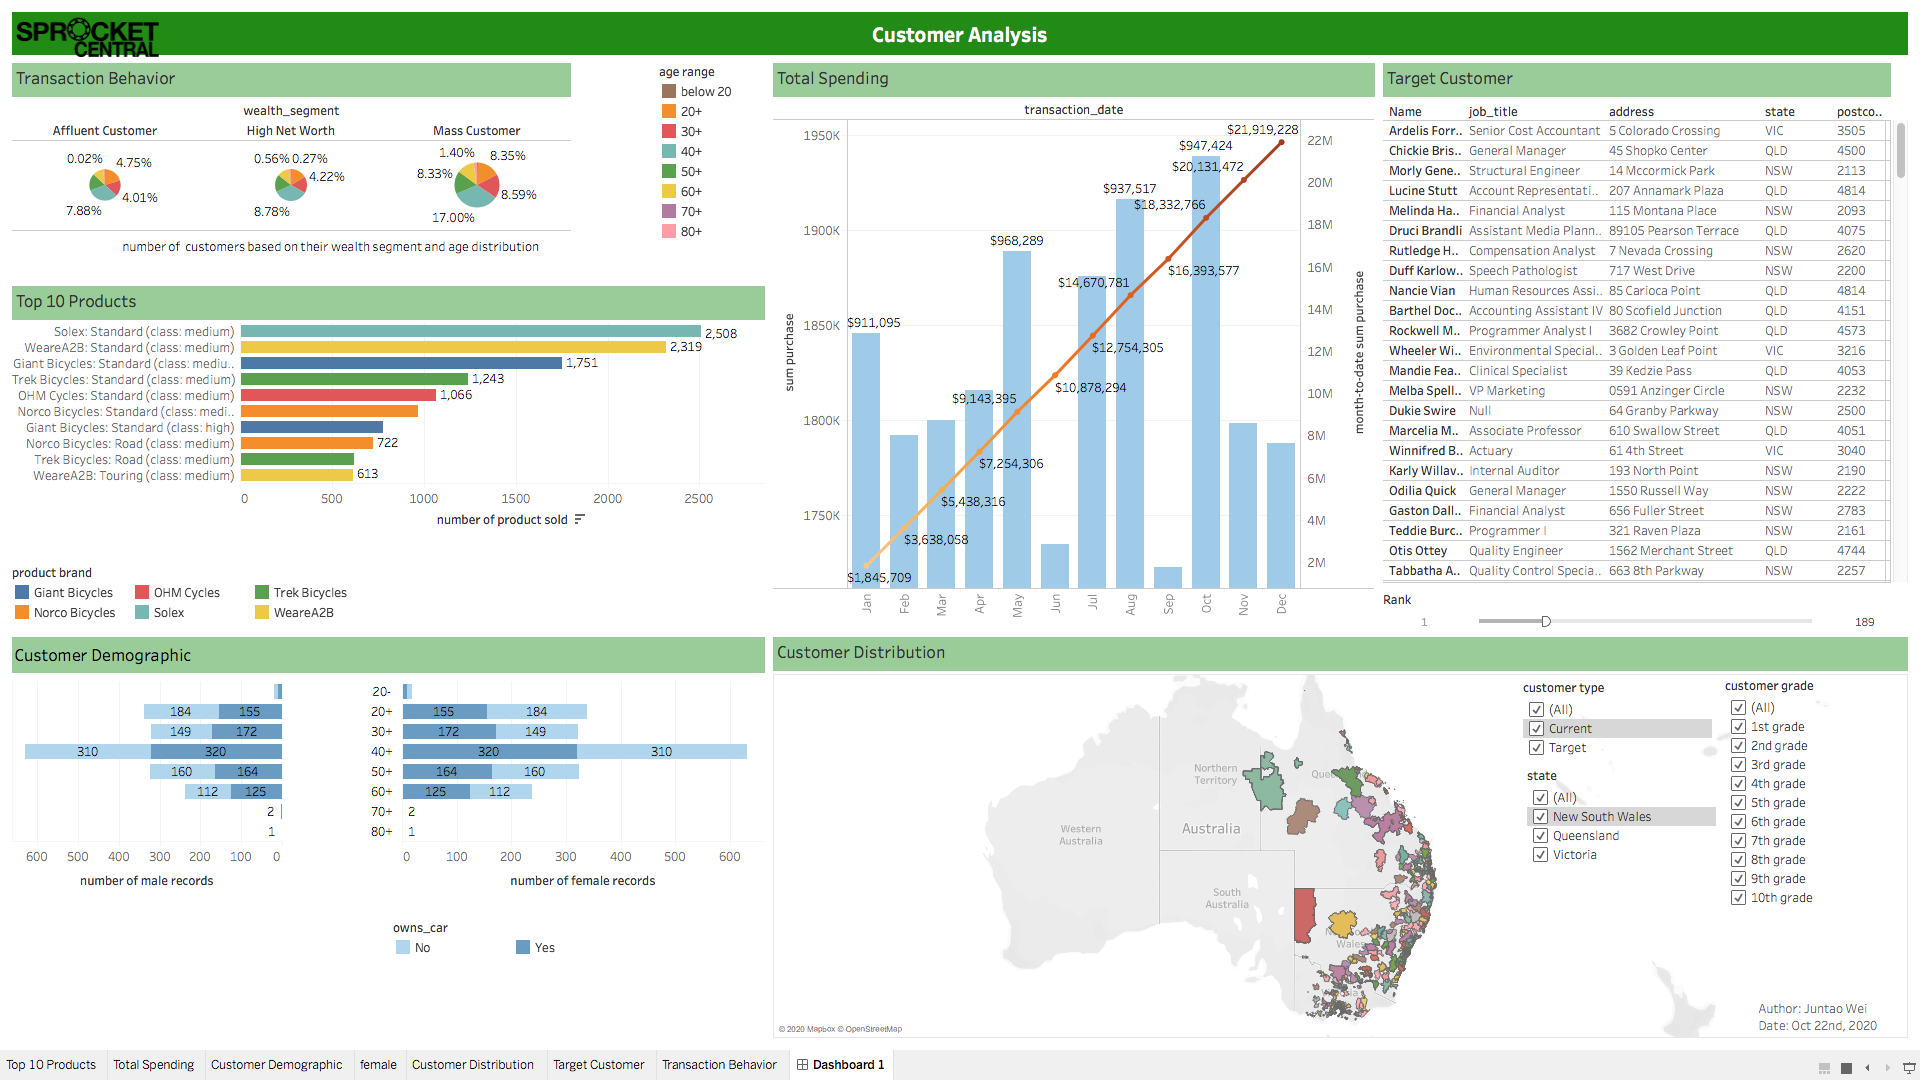 SPROCKET
CENTRAL
Customer Analysis
Transaction Behavior
wealth_segment
Affluent Customer
High Net Worth
Mass Customer
0.02%
4.75%
4.01%
7.88%
0.56%
0.27%
4.22%
8.78%
1.40%
8.35%
8.33%
8.59%
17.00%
number of customers based on their wealth segment and age distribution
age range
below 20
20+
30+
40+
50+
60+
70+
80+
Top 10 Products
Solex: Standard (class: medium)
2,508
WeareA2B: Standard (class: medium)
2,319
Giant Bicycles: Standard (class: mediu..
1,751
Trek Bicycles: Standard (class: medium)
1,243
OHM Cycles: Standard (class: medium)
1,066
Norco Bicycles: Standard (class: medi..
Giant Bicycles: Standard (class: high)
Norco Bicycles: Road (class: medium)
722
Trek Bicycles: Road (class: medium)
WeareA2B: Touring (class: medium)
613
0 500 1000 1500 2000 2500
number of product sold
product brand
Giant Bicycles
OHM Cycles
Trek Bicycles
Norco Bicycles
Solex
WeareA2B
Total Spending
transaction_date
sum purchase
1950K
1900K
1850K
1800K
1750K
$911,095
$968,289
$937,517
$947,424
$1,845,709
$3,638,058
$5,438,316
$7,254,306
$9,143,395
$10,878,294
$12,754,305
$14,670,781
$16,393,577
$18,332,766
$20,131,472
$21,919,228
22M
20M
18M
16M
14M
12M
10M
8M
6M
4M
2M
month-to-date sum purchase
Jan Feb Mar Apr May Jun Jul Aug Sep Oct Nov Dec
Target Customer
Name job_title address state postco..
Ardelis Forr.. Senior Cost Accountant 5 Colorado Crossing VIC 3505
Chickie Bris.. General Manager 45 Shopko Center QLD 4500
Morly Gene.. Structural Engineer 14 Mccormick Park NSW 2113
Lucine Stutt Account Representati.. 207 Annamark Plaza QLD 4814
Melinda Ha.. Financial Analyst 115 Montana Place NSW 2093
Druci Brandli Assistant Media Plann.. 89105 Pearson Terrace QLD 4075
Rutledge H.. Compensation Analyst 7 Nevada Crossing NSW 2620
Duff Karlow.. Speech Pathologist 717 West Drive NSW 2200
Nancie Vian Human Resources Assi.. 85 Carioca Point QLD 4814
Barthel Doc.. Accounting Assistant IV 80 Scofield Junction QLD 4151
Rockwell M.. Programmer Analyst I 3682 Crowley Point QLD 4573
Wheeler Wi.. Environmental Special.. 3 Golden Leaf Point VIC 3216
Mandie Fea.. Clinical Specialist 39 Kedzie Pass QLD 4053
Melba Spell.. VP Marketing 0591 Anzinger Circle NSW 2232
Dukie Swire Null 64 Granby Parkway NSW 2500
Marcelia M.. Associate Professor 610 Swallow Street QLD 4051
Winnifred B.. Actuary 61 4th Street VIC 3040
Karly Willav.. Internal Auditor 193 North Point NSW 2190
Odilia Quick General Manager 1550 Russell Way NSW 2222
Gaston Dall.. Financial Analyst 656 Fuller Street NSW 2783
Teddie Burc.. Programmer I 321 Raven Plaza NSW 2161
Otis Ottey Quality Engineer 1562 Merchant Street QLD 4744
Tabbatha A.. Quality Control Specia.. 663 8th Parkway NSW 2257
Rank
1
189
Customer Demographic
20-
184 155 20+ 155 184
149 172 30+ 172 149
310 320 40+ 320 310
160 164 50+ 164 160
112 125 60+ 125 112
2 70+ 2
1 80+ 1
600 500 400 300 200 100 0
0 100 200 300 400 500 600
number of male records
number of female records
owns_car
No
Yes
Customer Distribution
Northern
Territory
Western
Australia
Australia
South
Australia
Wales
customer type
(All)
Current
Target
state
(All)
New South Wales
Queensland
Victoria
customer grade
(All)
1st grade
2nd grade
3rd grade
4th grade
5th grade
6th grade
7th grade
8th grade
9th grade
10th grade
© 2020 Mapbox © OpenStreetMap
Author: Juntao Wei
Date: Oct 22nd, 2020
Top 10 Products
Total Spending
Customer Demographic
female
Customer Distribution
Target Customer
Transaction Behavior
Dashboard 1